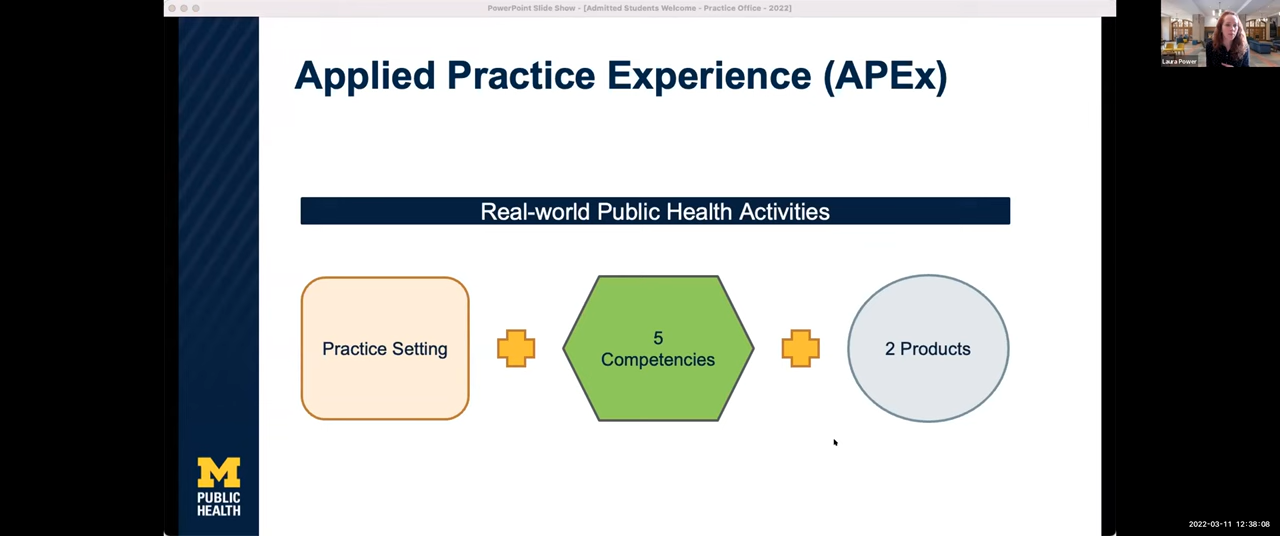 PowerPoint Slide Show - [Admitted Students Welcome - Practice Office - 2022]
Applied Practice Experience (APEx)
Real-world Public Health Activities
Practice Setting
5
Competencies
2 Products
M
PUBLIC
HEALTH
Laura Power
2022-03-11 12:38:08